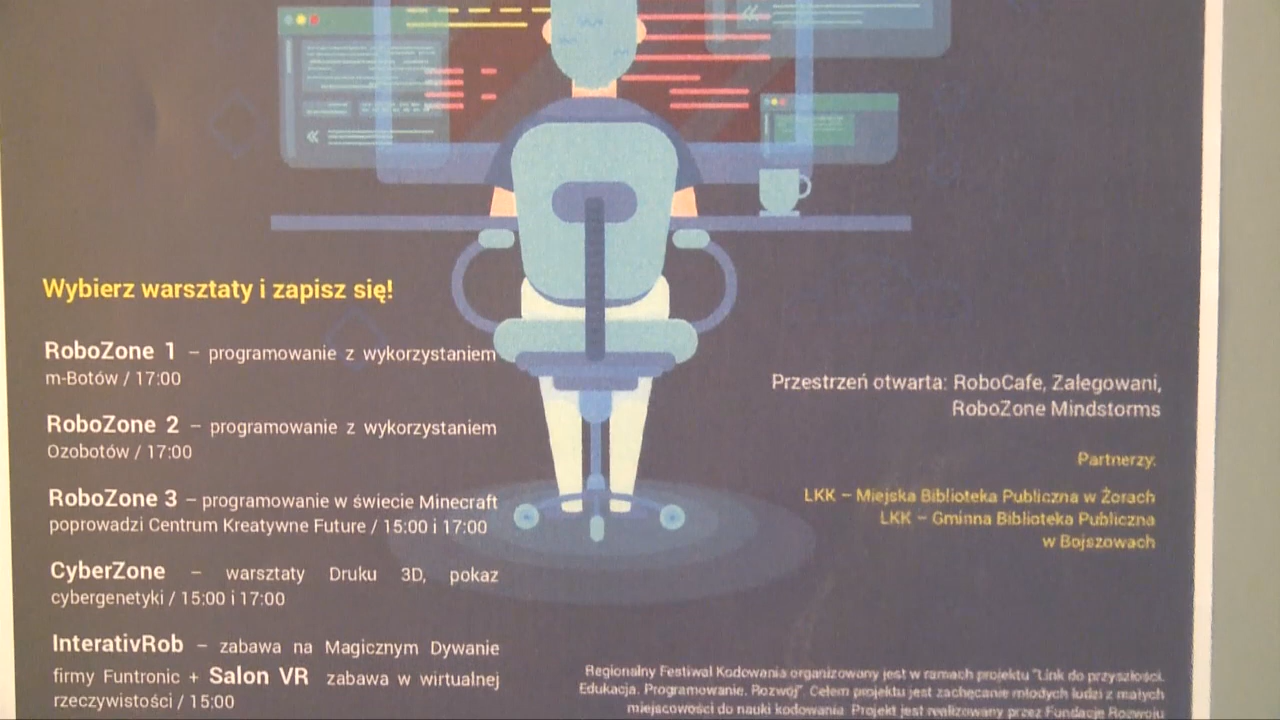 Wybierz warsztaty i zapisz się!
RoboZone 1 – programowanie z wykorzystaniem
m-Botów / 17:00
RoboZone 2 – programowanie z wykorzystaniem
Ozobotów / 17:00
RoboZone 3 – programowanie w świecie Minecraft
poprowadzi Centrum Kreatywne Future / 15:00 i 17:00
CyberZone – warsztaty Druku 3D, pokaz
cybergenetyki / 15:00 i 17:00
InterativRob – zabawa na Magicznym Dywanie
firmy Funtronic + Salon VR zabawa w wirtualnej
rzeczywistości / 15:00
Przestrzeń otwarta: RoboCafe, Zalegowani,
RoboZone Mindstorms
Partnerzy:
LKK – Miejska Biblioteka Publiczna w Żorach
LKK – Gminna Biblioteka Publiczna
w Bojszowach
Regionalny Festiwal Kodowania organizowany jest w ramach projektu "Link do przyszłości.
Edukacja. Programowanie. Rozwój". Celem projektu jest zachęcanie młodych ludzi z małych
miejscowości do nauki kodowania. Projekt jest realizowany przez Fundację Rozwoju